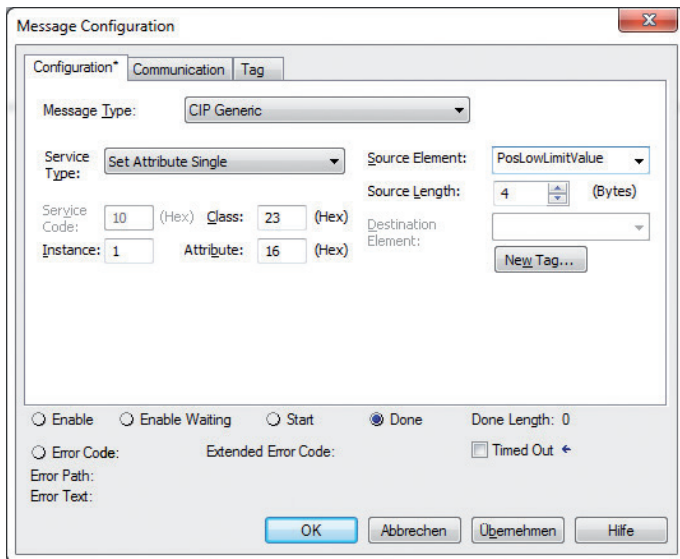 Message Configuration
Configuration* Communication Tag
Message Type: CIP Generic
Service Type: Set Attribute Single
Source Element: PosLowLimitValue
Source Length: 4 (Bytes)
Service Code: 10 (Hex) Class: 23 (Hex)
Destination Element:
Instance: 1 Attribute: 16 (Hex)
New Tag...
Enable Enable Waiting Start Done Done Length: 0
Error Code: Extended Error Code: Timed Out
Error Path:
Error Text:
OK Abbrechen Übernehmen Hilfe